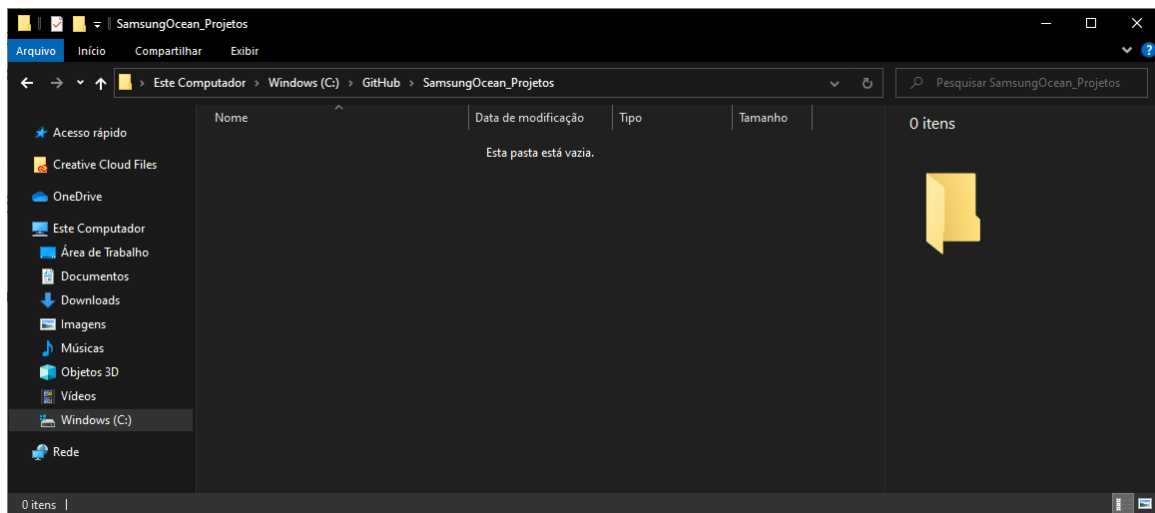 SamsungOcean_Projetos
Arquivo Início Compartilhar Exibir
Este Computador > Windows (C:) > GitHub > SamsungOcean_Projetos
Pesquisar SamsungOcean_Projetos
Nome Data de modificação Tipo Tamanho
Esta pasta está vazia.
0 itens
Acesso rápido
Creative Cloud Files
OneDrive
Este Computador
Área de Trabalho
Documentos
Downloads
Imagens
Músicas
Objetos 3D
Vídeos
Windows (C:)
Rede
0 itens